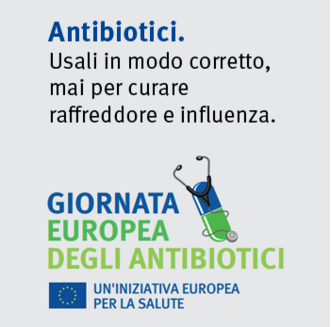 Antibiotici.
Usali in modo corretto,
mai per curare
raffreddore e influenza.
GIORNATA
EUROPEA
DEGLI ANTIBIOTICI
UN'INIZIATIVA EUROPEA
PER LA SALUTE